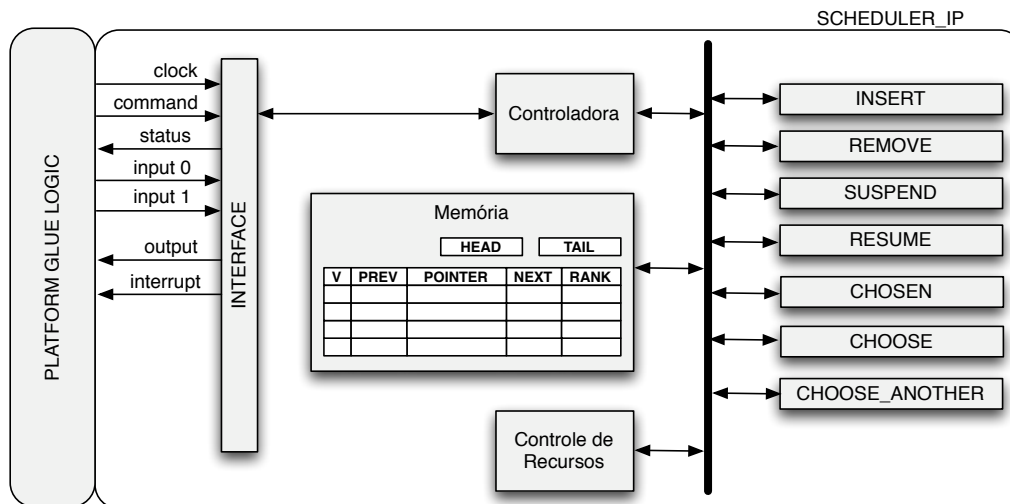 SCHEDULER_IP
PLATFORM GLUE LOGIC
clock
command
status
input 0
input 1
output
interrupt
INTERFACE
Controladora
Memória
HEAD TAIL
V PREV POINTER NEXT RANK
Controle de
Recursos
INSERT
REMOVE
SUSPEND
RESUME
CHOSEN
CHOOSE
CHOOSE_ANOTHER